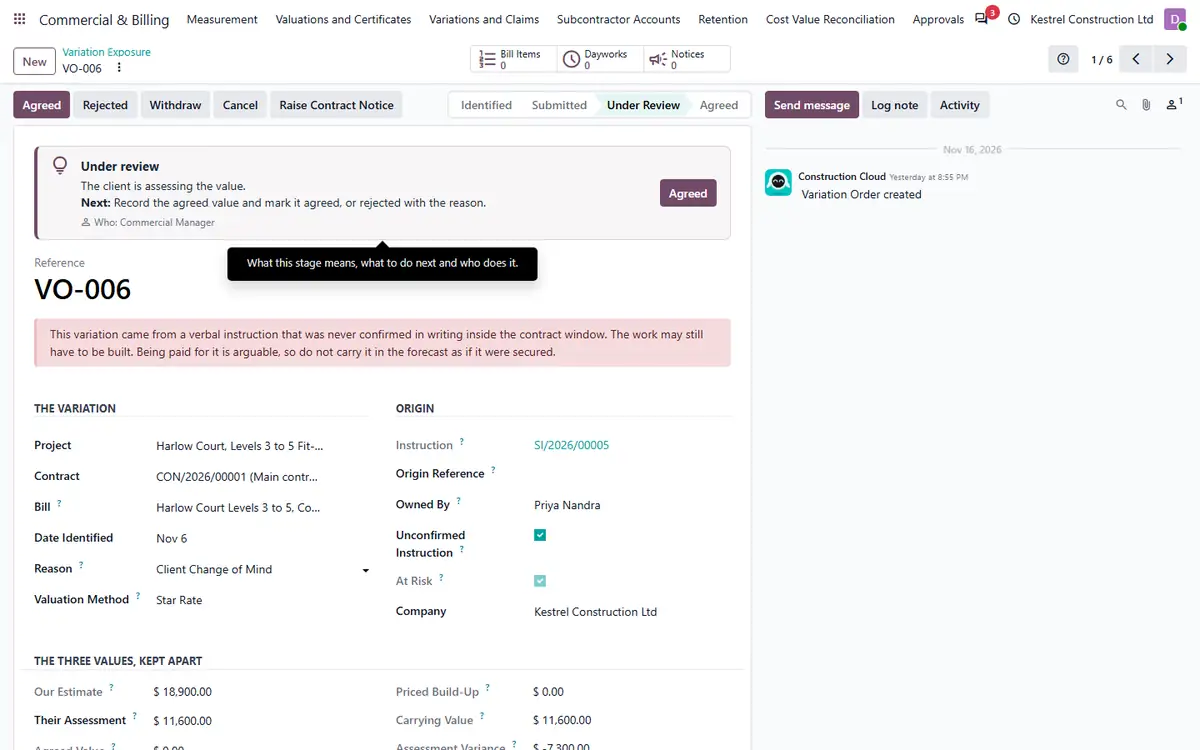 Commercial & Billing Measurement Valuations and Certificates Variations and Claims Subcontractor Accounts Retention Cost Value Reconciliation Approvals 3 Kestrel Construction Ltd D
New
Variation Exposure
VO-006
Bill Items
0
Dayworks
0
Notices
0
1 / 6
Agreed Rejected Withdraw Cancel Raise Contract Notice
Identified Submitted Under Review Agreed
Send message Log note Activity 1
Under review
The client is assessing the value.
Next: Record the agreed value and mark it agreed, or rejected with the reason.
Who: Commercial Manager
Agreed
What this stage means, what to do next and who does it.
Reference
VO-006
This variation came from a verbal instruction that was never confirmed in writing inside the contract window. The work may still
have to be built. Being paid for it is arguable, so do not carry it in the forecast as if it were secured.
THE VARIATION
Project Harlow Court, Levels 3 to 5 Fit-...
Contract CON/2026/00001 (Main contr...
Bill ? Harlow Court Levels 3 to 5, Co...
Date Identified Nov 6
Reason ? Client Change of Mind
Valuation Method ? Star Rate
ORIGIN
Instruction ? SI/2026/00005
Origin Reference ?
Owned By ? Priya Nandra
Unconfirmed
Instruction ?
At Risk ?
Company Kestrel Construction Ltd
THE THREE VALUES, KEPT APART
Our Estimate ? $ 18,900.00
Their Assessment ? $ 11,600.00
Agreed Value ? $ 0.00
Priced Build-Up ? $ 0.00
Carrying Value ? $ 11,600.00
Assessment Variance ? $ -7,300.00
Nov 16, 2026
Construction Cloud Yesterday at 8:55 PM
Variation Order created